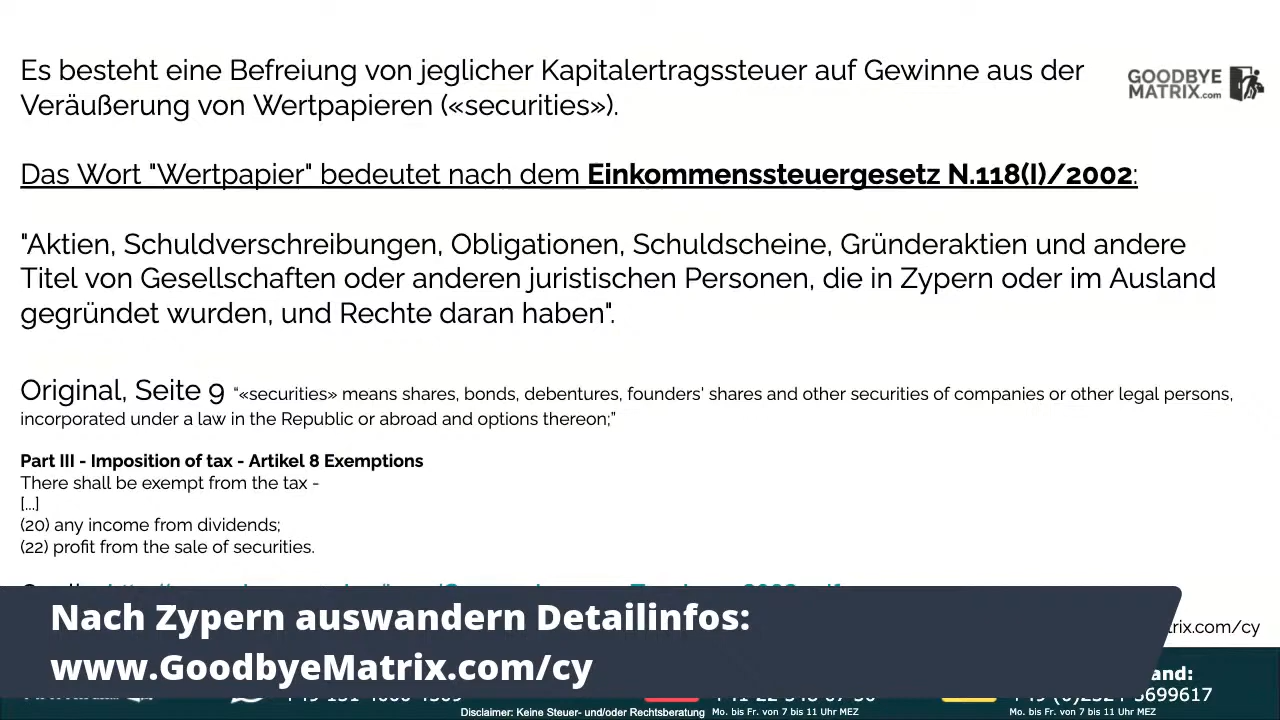 Es besteht eine Befreiung von jeglicher Kapitalertragssteuer auf Gewinne aus der
Veräußerung von Wertpapieren («securities»).
GOODBYE
MATRIX.com
Das Wort "Wertpapier" bedeutet nach dem Einkommenssteuergesetz N.118(I)/2002:
"Aktien, Schuldverschreibungen, Obligationen, Schuldscheine, Gründeraktien und andere
Titel von Gesellschaften oder anderen juristischen Personen, die in Zypern oder im Ausland
gegründet wurden, und Rechte daran haben".
Original, Seite 9 "«securities» means shares, bonds, debentures, founders' shares and other securities of companies or other legal persons,
incorporated under a law in the Republic or abroad and options thereon;"
Part III - Imposition of tax - Artikel 8 Exemptions
There shall be exempt from the tax -
[...]
(20) any income from dividends;
(22) profit from the sale of securities.
Nach Zypern auswandern Detailinfos:
www.GoodbyeMatrix.com/cy
rix.com/cy
and:
699617
Disclaimer: Keine Steuer- und/oder Rechtsberatung
Mo. bis Fr. von 7 bis 11 Uhr MEZ
Mo. bis Fr. von 7 bis 11 Uhr MEZ